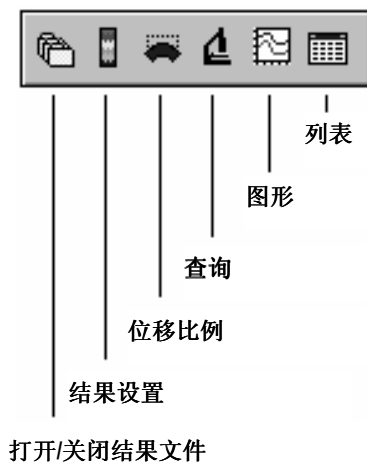 列表
图形
查询
位移比例
结果设置
打开/关闭结果文件